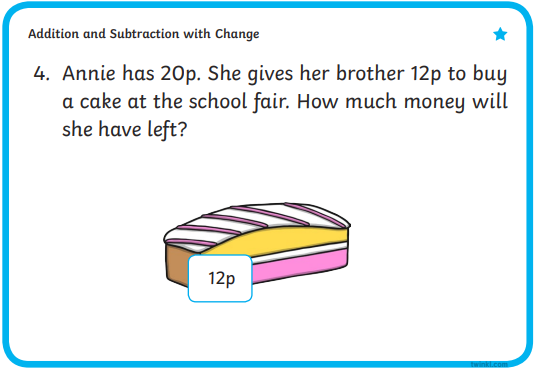 Addition and Subtraction with Change
4. Annie has 20p. She gives her brother 12p to buy
a cake at the school fair. How much money will
she have left?
12p
twinkl.com